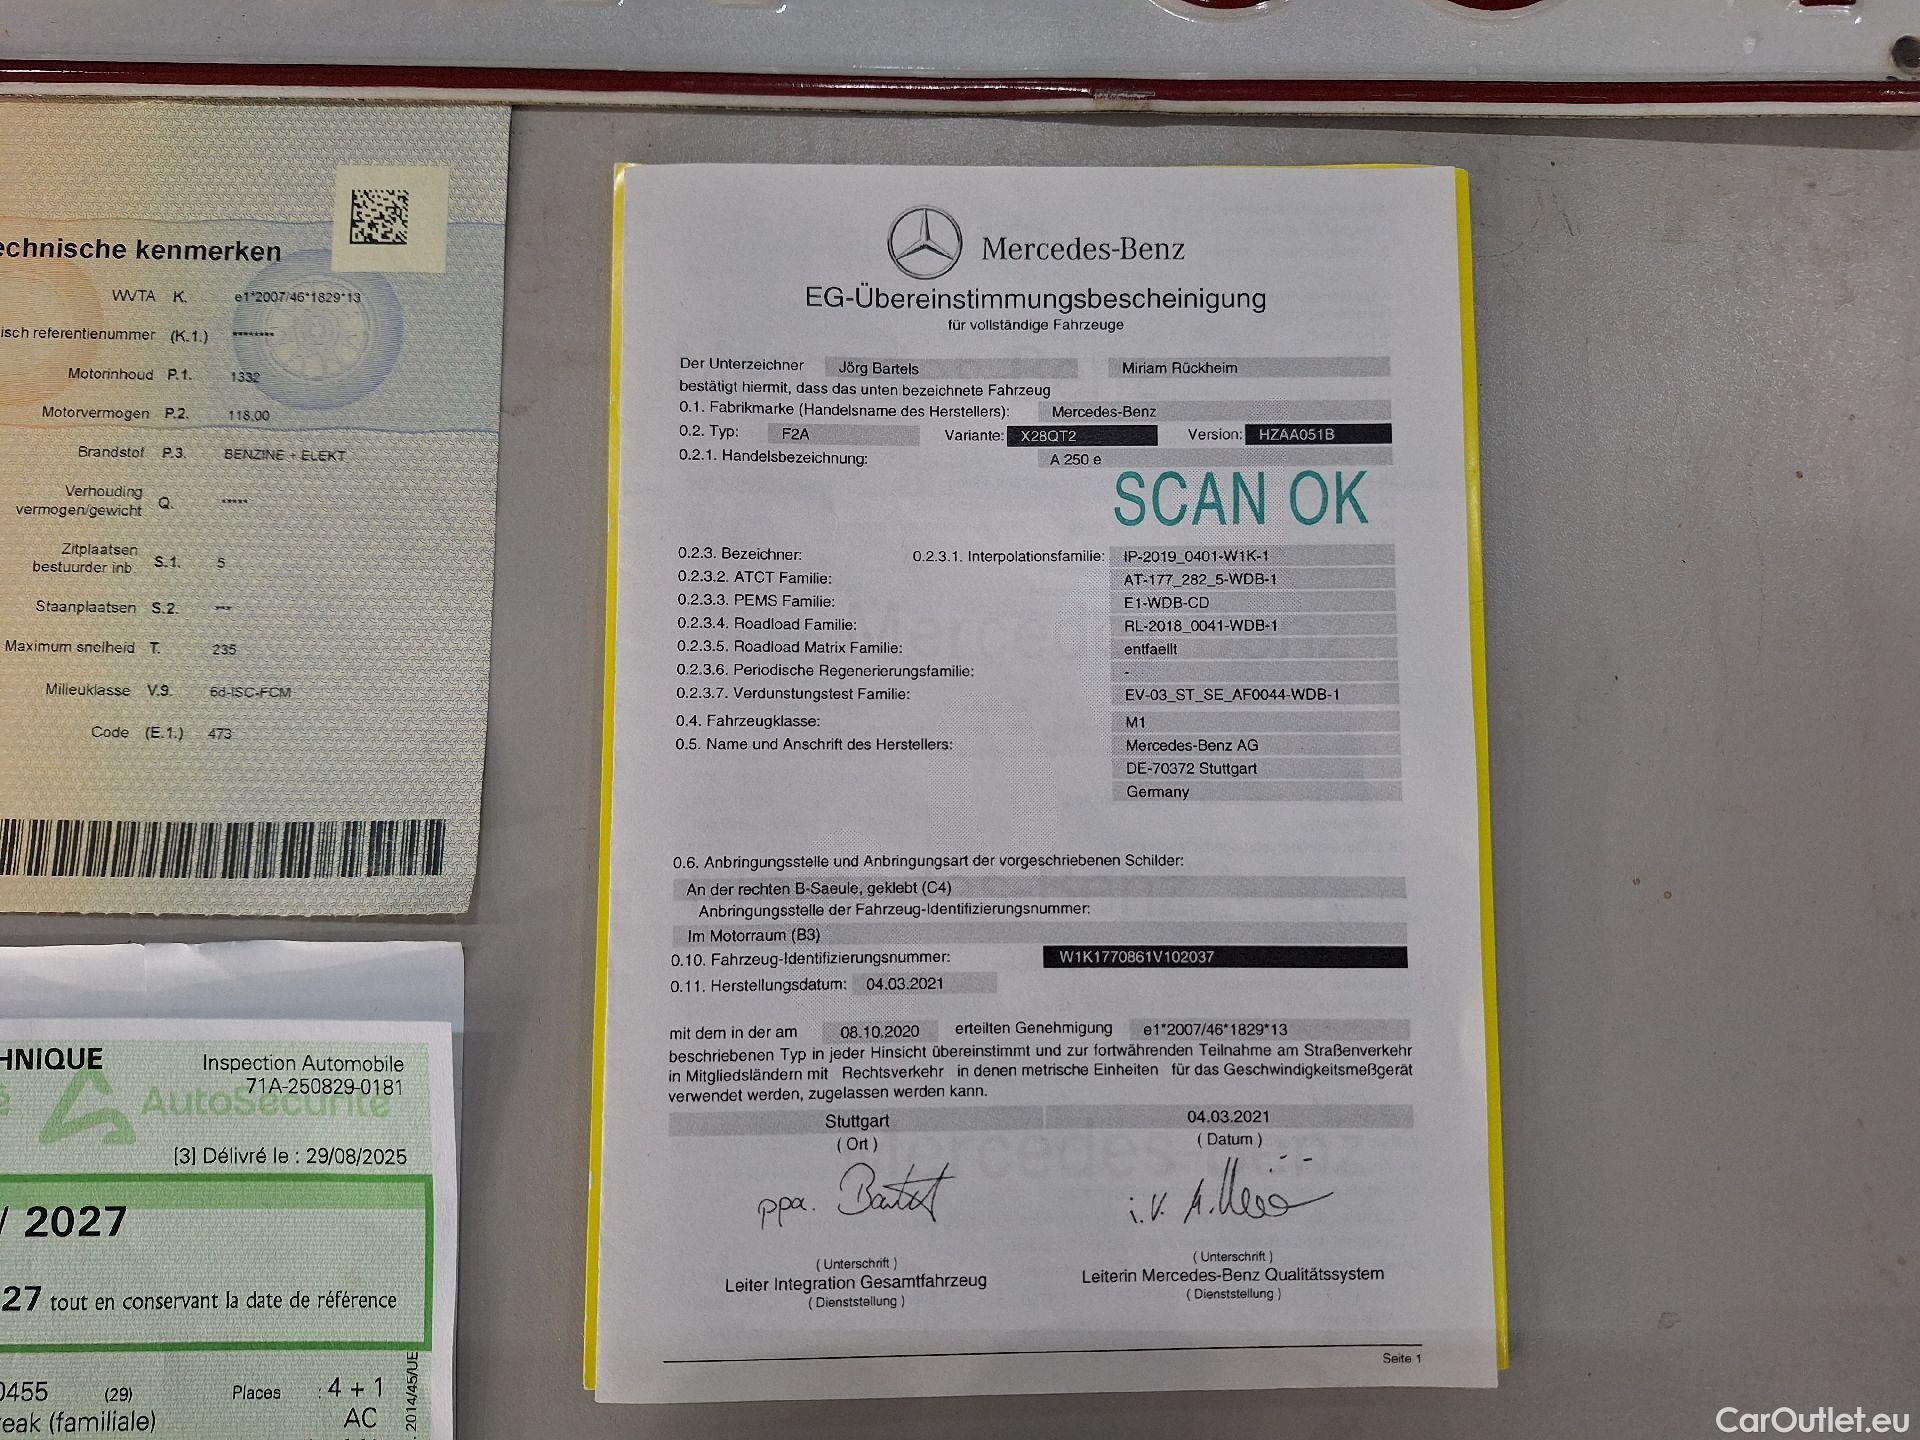 echnische kenmerken
WVTA K. e1*2007/46*1829*13
isch referentienummer (K.1.) ********
Motorinhoud P.1. 1332
Motorvermogen P.2. 118.00
Brandstof P.3. BENZINE + ELEKT
Verhouding
vermogen/gewicht Q. *****
Zitplaatsen
bestuurder inb. S.1. 5
Staanplaatsen S.2. ***
Maximum snelheid T. 235
Milieuklasse V.9. 6d-ISC-FCM
Code (E.1.) 473
HNIQUE
Inspection Automobile
71A-250829-0181
AutoSécurité
[3] Délivré le : 29/08/2025
/ 2027
27 tout en conservant la date de référence
0455 (29) Places : 4 + 1
eak (familiale) AC
2014/45/UE
Mercedes-Benz
EG-Übereinstimmungsbescheinigung
für vollständige Fahrzeuge
Der Unterzeichner Jörg Bartels Miriam Rückheim
bestätigt hiermit, dass das unten bezeichnete Fahrzeug
0.1. Fabrikmarke (Handelsname des Herstellers): Mercedes-Benz
0.2. Typ: F2A Variante: X28QT2 Version: HZAA051B
0.2.1. Handelsbezeichnung: A 250 e
SCAN OK
0.2.3. Bezeichner: 0.2.3.1. Interpolationsfamilie: IP-2019_0401-W1K-1
0.2.3.2. ATCT Familie: AT-177_282_5-WDB-1
0.2.3.3. PEMS Familie: E1-WDB-CD
0.2.3.4. Roadload Familie: RL-2018_0041-WDB-1
0.2.3.5. Roadload Matrix Familie: entfaellt
0.2.3.6. Periodische Regenerierungsfamilie: -
0.2.3.7. Verdunstungstest Familie: EV-03_ST_SE_AF0044-WDB-1
0.4. Fahrzeugklasse: M1
0.5. Name und Anschrift des Herstellers: Mercedes-Benz AG
DE-70372 Stuttgart
Germany
0.6. Anbringungsstelle und Anbringungsart der vorgeschriebenen Schilder:
An der rechten B-Saeule, geklebt (C4)
Anbringungsstelle der Fahrzeug-Identifizierungsnummer:
Im Motorraum (B3)
0.10. Fahrzeug-Identifizierungsnummer: W1K1770861V102037
0.11. Herstellungsdatum: 04.03.2021
mit dem in der am 08.10.2020 erteilten Genehmigung e1*2007/46*1829*13
beschriebenen Typ in jeder Hinsicht übereinstimmt und zur fortwährenden Teilnahme am Straßenverkehr
in Mitgliedsländern mit Rechtsverkehr in denen metrische Einheiten für das Geschwindigkeitsmeßgerät
verwendet werden, zugelassen werden kann.
Stuttgart 04.03.2021
( Ort ) ( Datum )
ppa. i.V.
( Unterschrift ) ( Unterschrift )
Leiter Integration Gesamtfahrzeug Leiterin Mercedes-Benz Qualitätssystem
( Dienststellung ) ( Dienststellung )
Seite 1
CarOutlet.eu